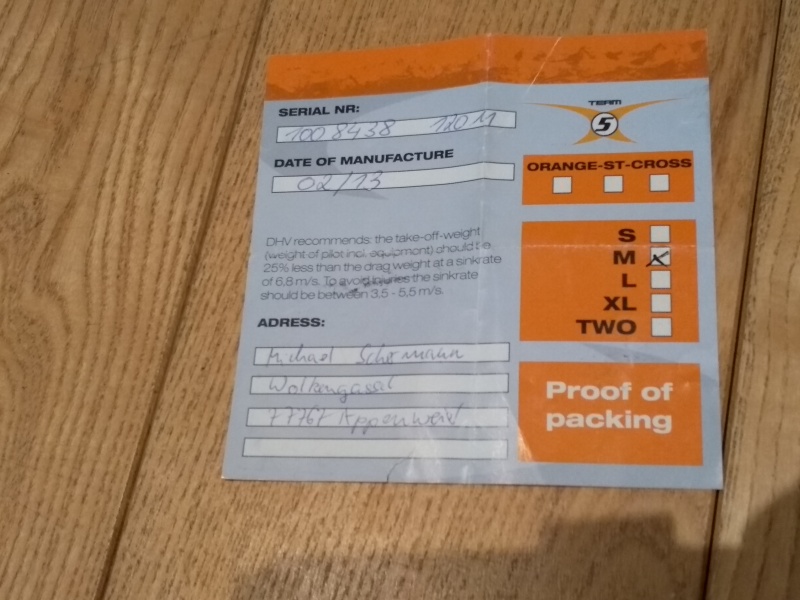 SERIAL NR:
1008438 120 M
DATE OF MANUFACTURE
02/13
DHV recommends: the take-off-weight
(weight of pilot incl. equipment) should be
25% less than the drag weight at a sinkrate
of 6,8 m/s. To avoid injuries the sinkrate
should be between 3.5 - 5,5 m/s.
ADRESS:
Michael
77767 Appenweier
TEAM
5
ORANGE-ST-CROSS
S
M
L
XL
TWO
Proof of
packing